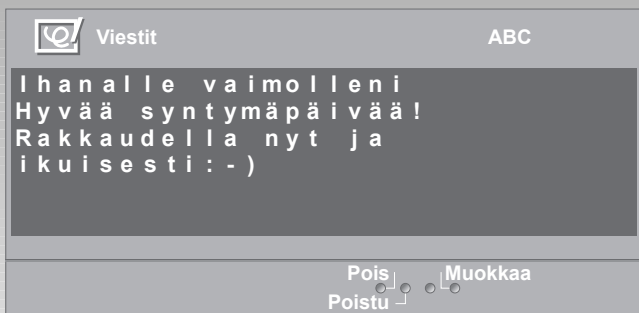 Viestit ABC
Ihanalle vaimolleni
Hyvää syntymäpäivää!
Rakkaudella nyt ja
ikuisesti:-)
Pois Muokkaa
Poistu